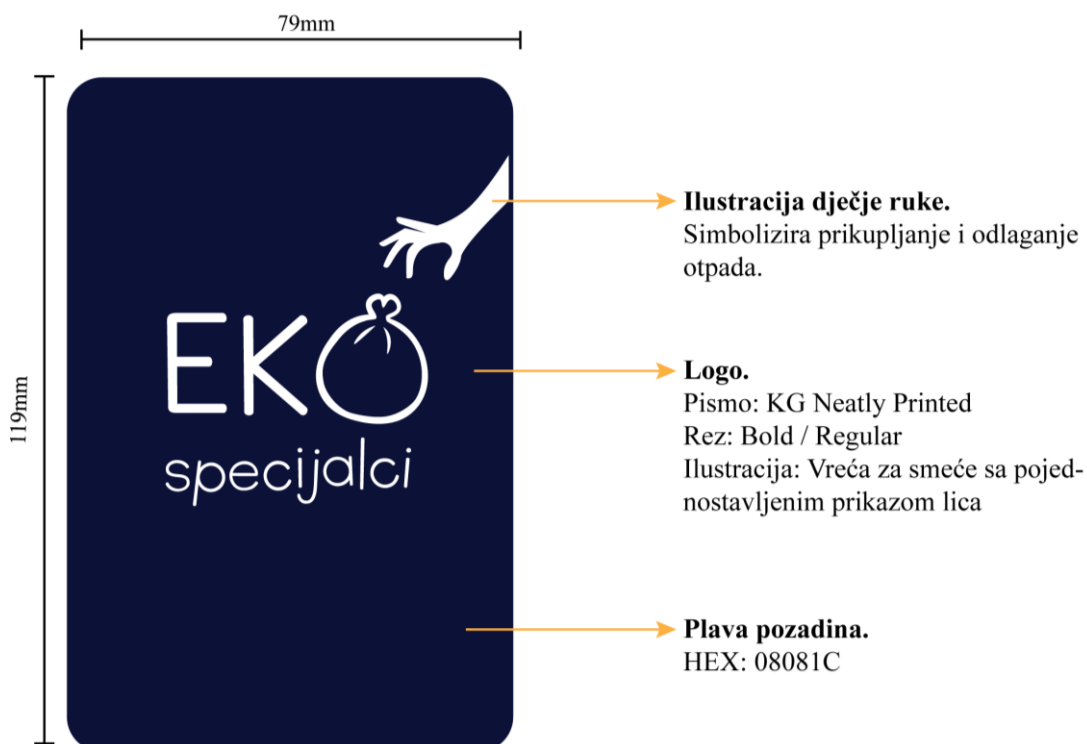 79mm
119mm
EKO
specijalci
Ilustracija dječje ruke.
Simbolizira prikupljanje i odlaganje
otpada.
Logo.
Pismo: KG Neatly Printed
Rez: Bold / Regular
Ilustracija: Vreća za smeće sa pojed-
nostavljenim prikazom lica
Plava pozadina.
HEX: 08081C